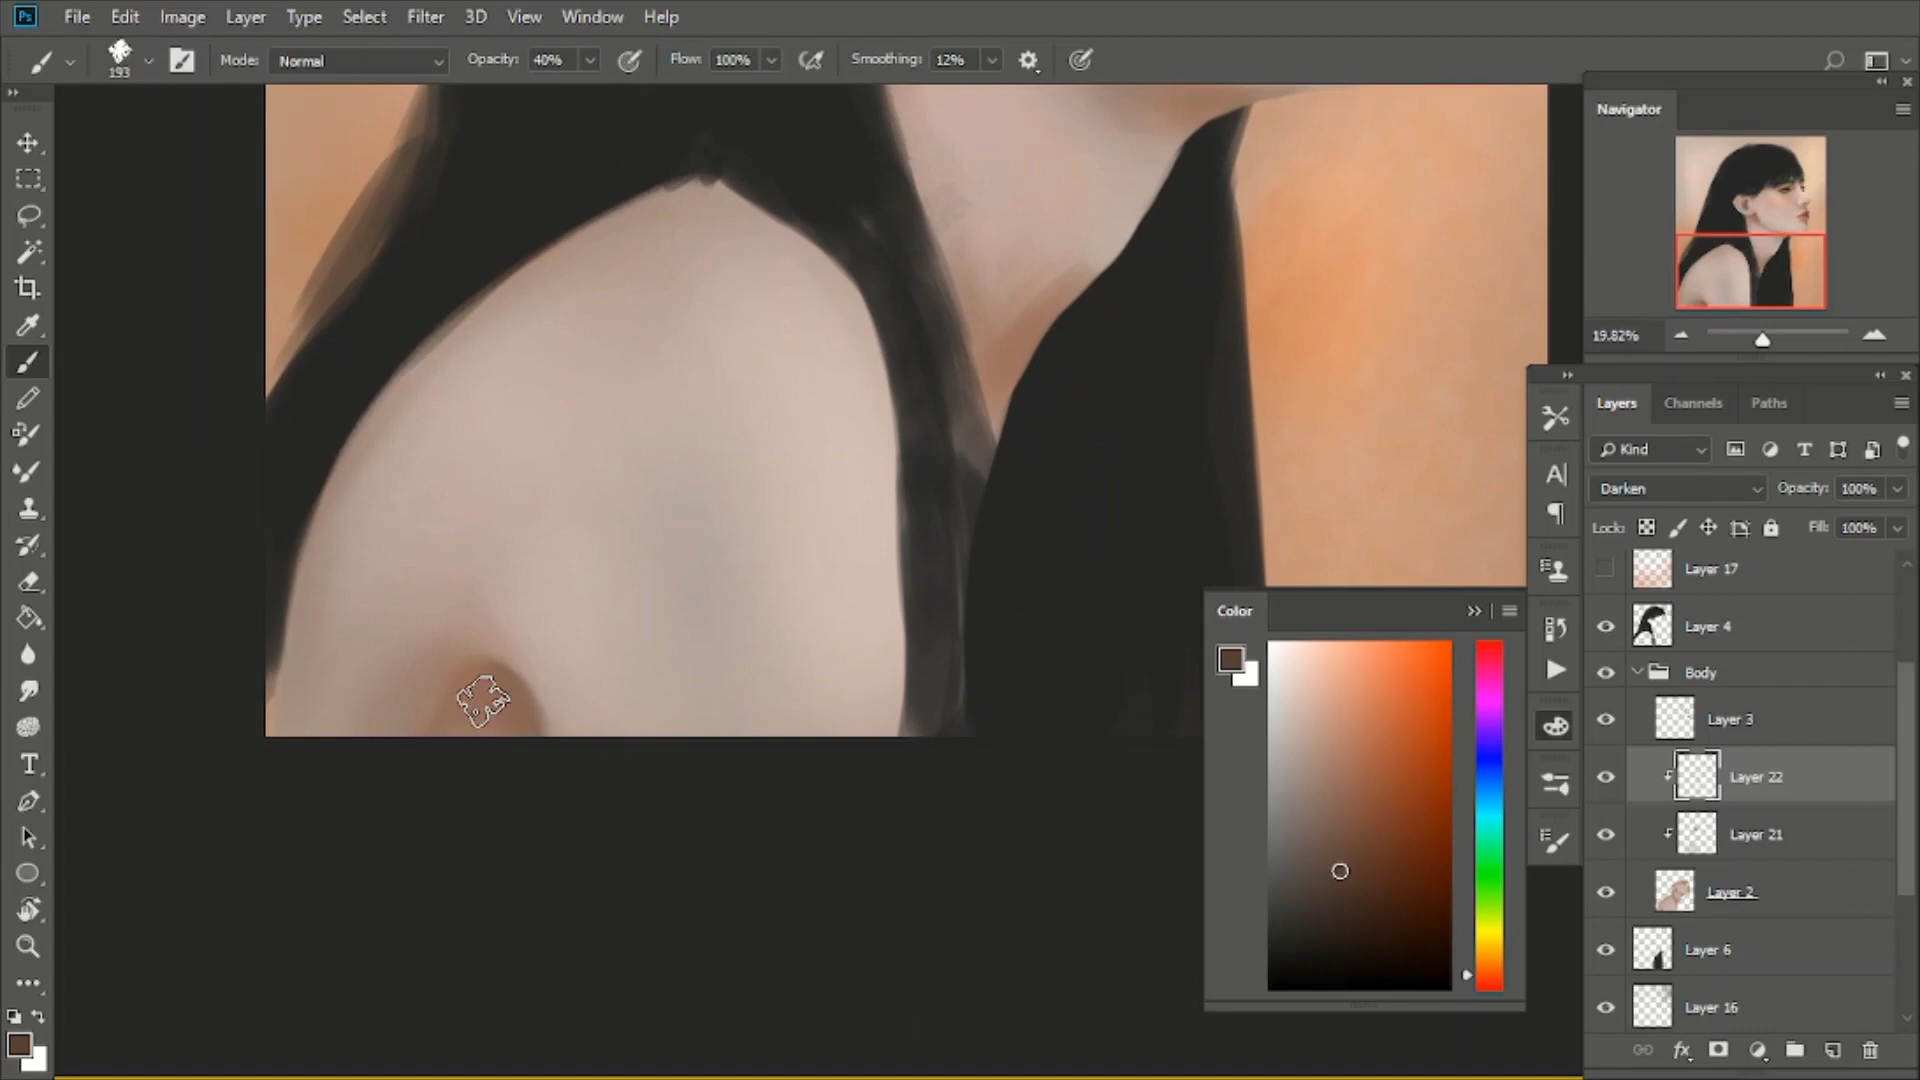 Ps File Edit Image Layer Type Select Filter 3D View Window Help
193 Mode: Normal Opacity: 40% Flow: 100% Smoothing: 12%
Navigator
19.82%
Layers Channels Paths
Kind
Darken Opacity: 100%
Lock: Fill: 100%
Layer 17
Layer 4
Body
Layer 3
Layer 22
Layer 21
Layer 2
Layer 6
Layer 16
Color